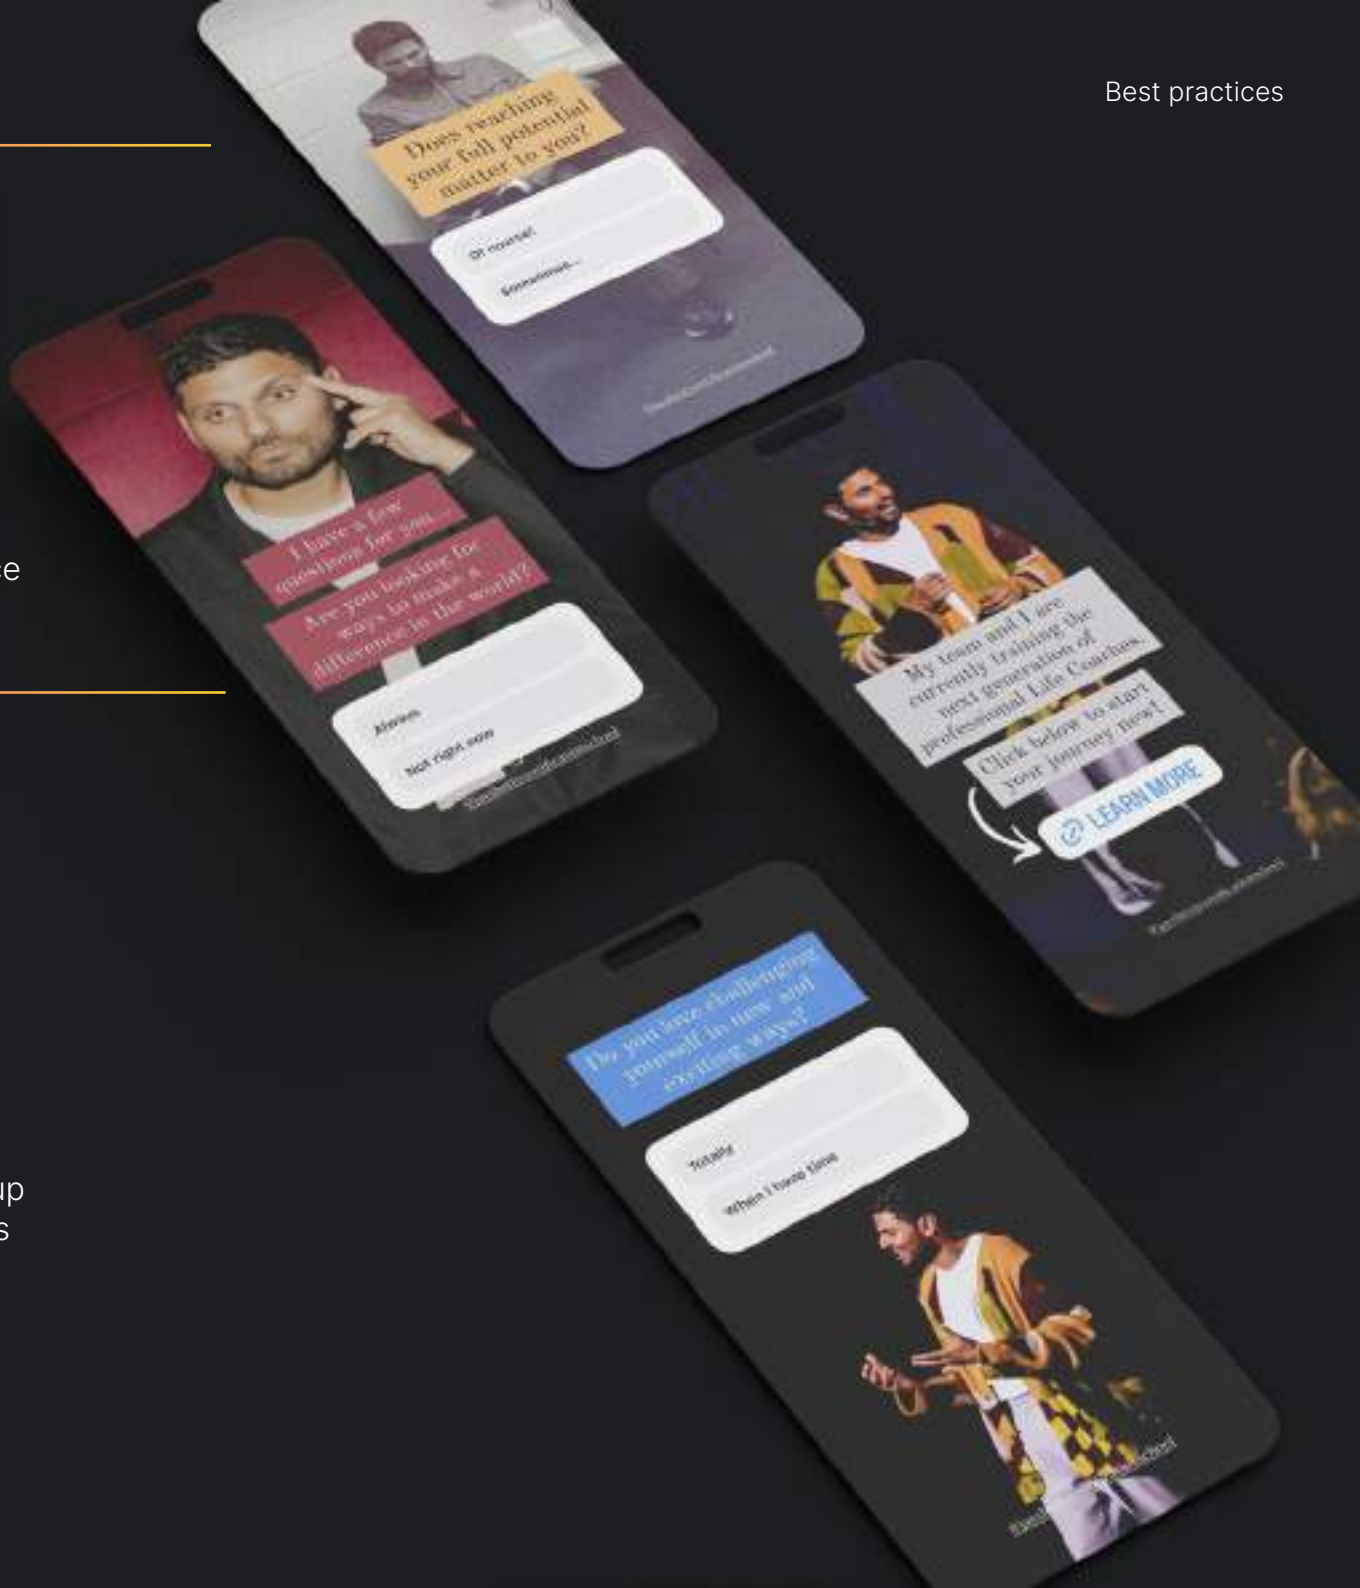 Best practices
Does reaching
your full potential
matter to you?
Of course!
Sometimes...
I have a few
questions for you...
Are you looking for
ways to make a
difference in the world?
Always
Not right now
ce
My team and I are
currently training the
next generation of
professional Life Coaches.
Click below to start
your journey now!
LEARN MORE
Do you love challenging
yourself in new and
exciting ways?
Totally
When I have time
up
s